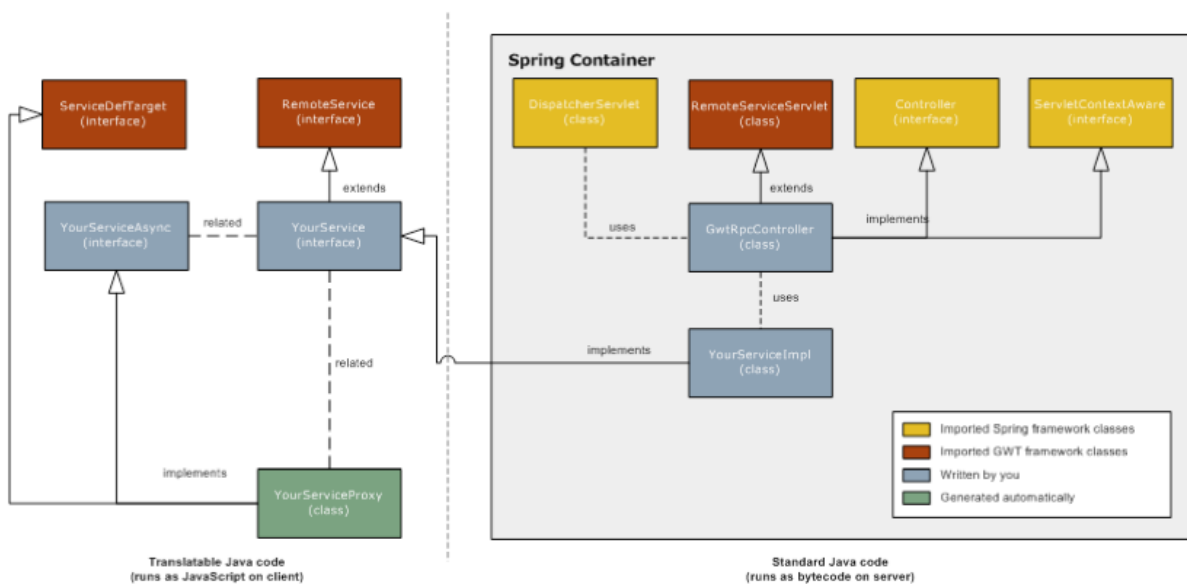 Spring Container
ServiceDefTarget
(interface)
RemoteService
(interface)
DispatcherServlet
(class)
RemoteServiceServlet
(class)
Controller
(interface)
ServletContextAware
(interface)
extends
extends
YourServiceAsync
(interface)
related
YourService
(interface)
uses
GwtRpcController
(class)
implements
uses
implements
YourServiceImpl
(class)
related
Imported Spring framework classes
Imported GWT framework classes
Written by you
Generated automatically
implements
YourServiceProxy
(class)
Translatable Java code
(runs as JavaScript on client)
Standard Java code
(runs as bytecode on server)